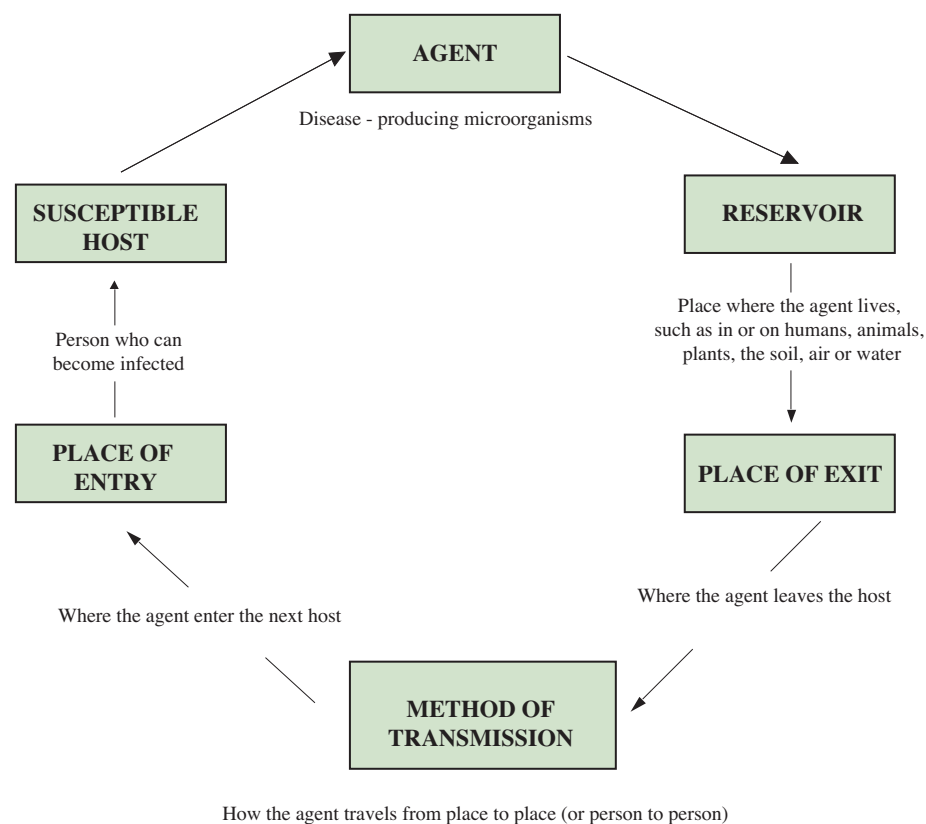 AGENT
Disease - producing microorganisms
RESERVOIR
Place where the agent lives,
such as in or on humans, animals,
plants, the soil, air or water
PLACE OF EXIT
Where the agent leaves the host
METHOD OF
TRANSMISSION
How the agent travels from place to place (or person to person)
Where the agent enter the next host
PLACE OF
ENTRY
Person who can
become infected
SUSCEPTIBLE
HOST